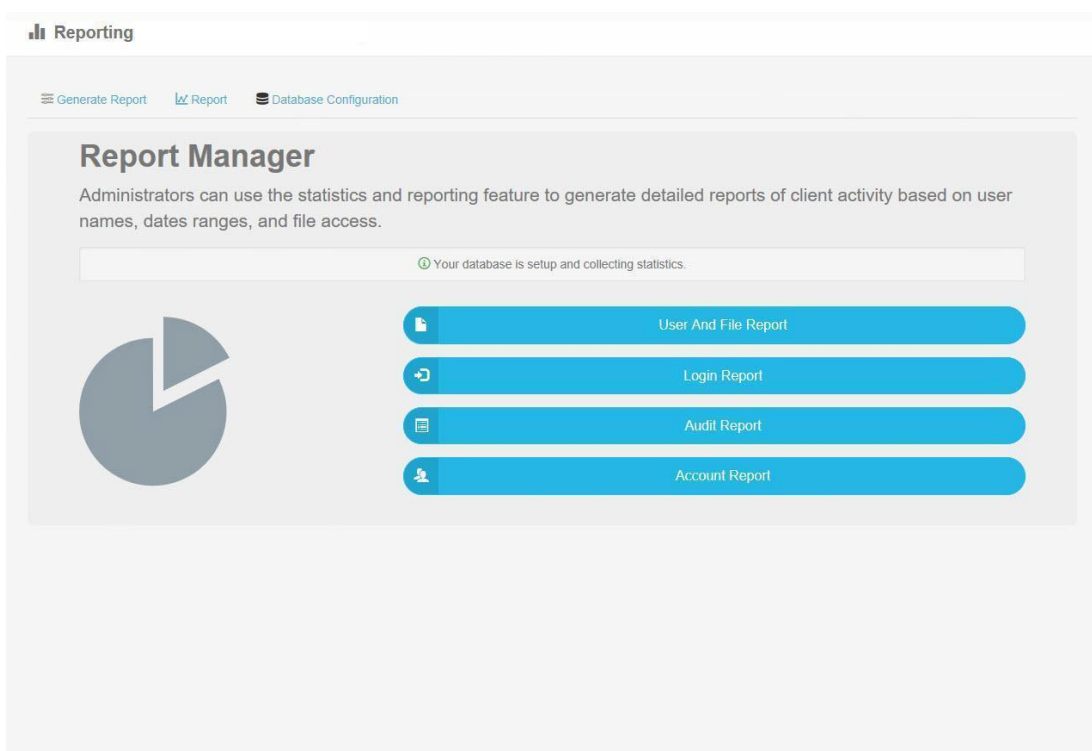 Reporting
Generate Report Report Database Configuration
Report Manager
Administrators can use the statistics and reporting feature to generate detailed reports of client activity based on user
names, dates ranges, and file access.
Your database is setup and collecting statistics.
User And File Report
Login Report
Audit Report
Account Report